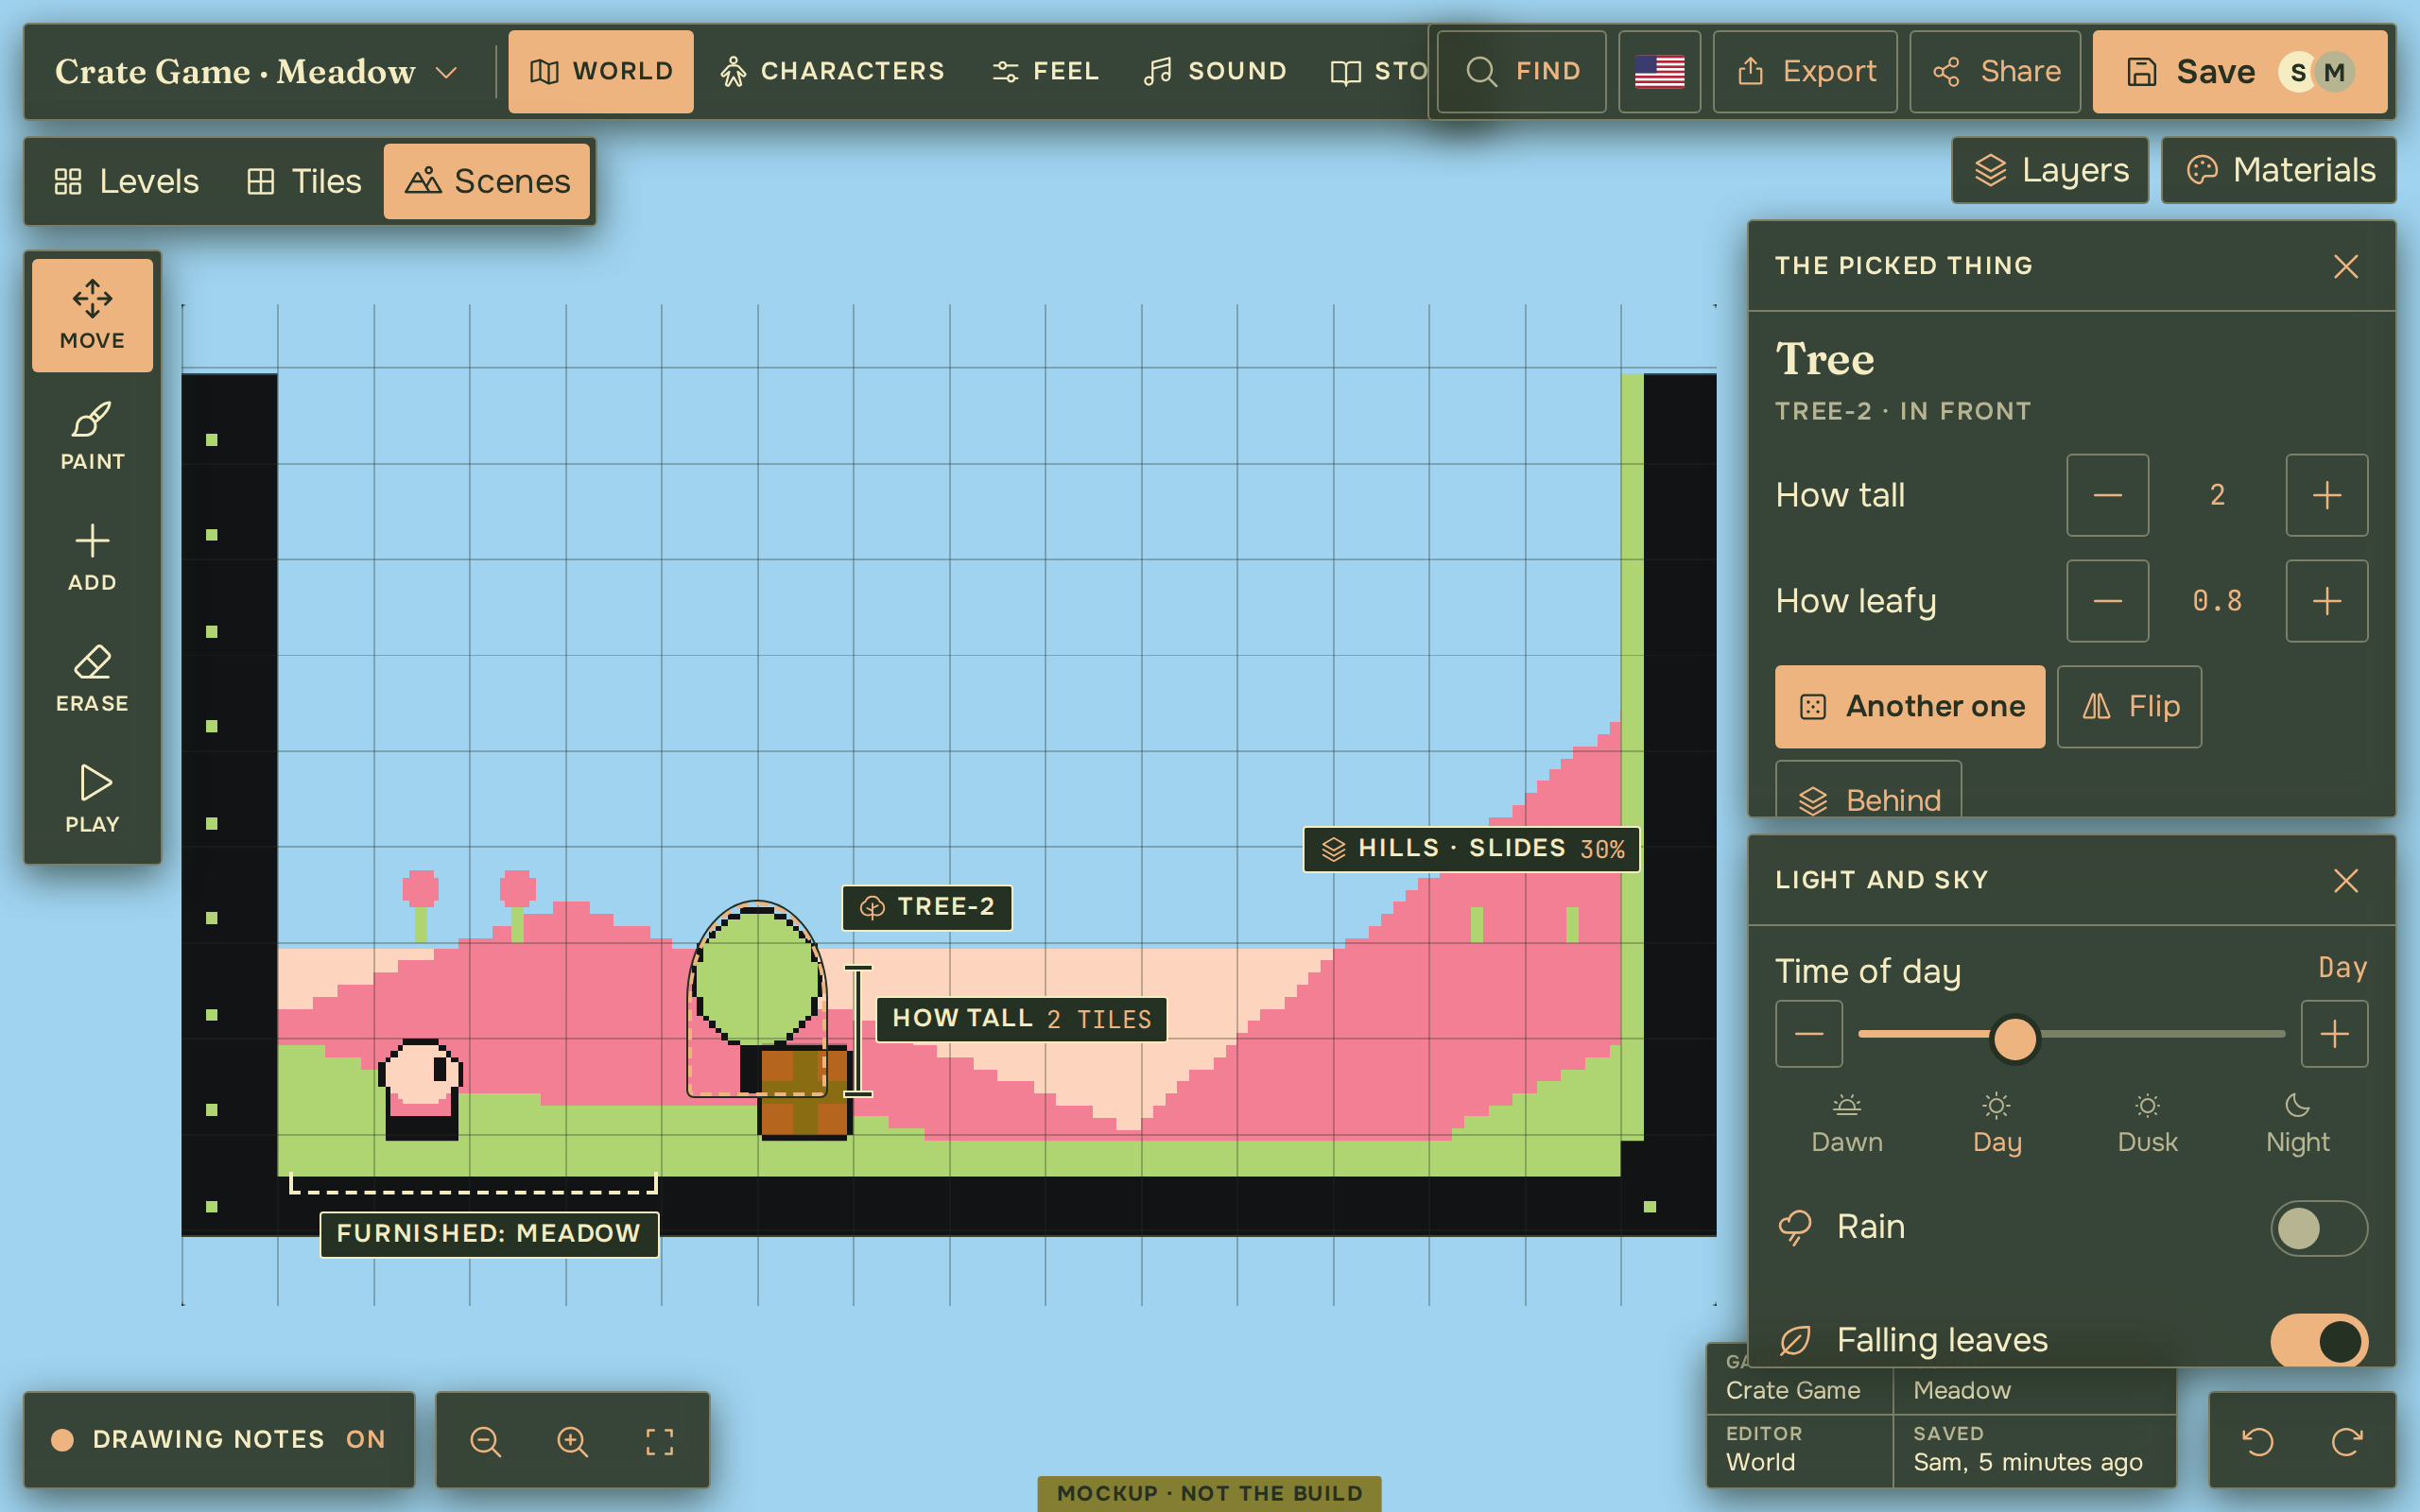 Crate Game · Meadow
WORLD
CHARACTERS
FEEL
SOUND
STO
FIND
Export
Share
Save
S
M
Levels
Tiles
Scenes
Layers
Materials
MOVE
PAINT
ADD
ERASE
PLAY
THE PICKED THING
Tree
TREE-2 · IN FRONT
How tall
2
How leafy
0.8
Another one
Flip
Behind
HILLS · SLIDES 30%
TREE-2
HOW TALL 2 TILES
FURNISHED: MEADOW
LIGHT AND SKY
Time of day
Day
Dawn
Day
Dusk
Night
Rain
Falling leaves
Crate Game
Meadow
EDITOR
World
SAVED
Sam, 5 minutes ago
DRAWING NOTES ON
MOCKUP · NOT THE BUILD